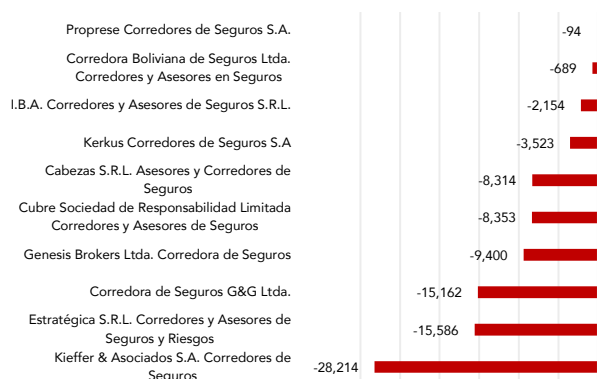 Proprese Corredores de Seguros S.A.
-94
Corredora Boliviana de Seguros Ltda.
Corredores y Asesores en Seguros
-689
I.B.A. Corredores y Asesores de Seguros S.R.L.
-2,154
Kerkus Corredores de Seguros S.A
-3,523
Cabezas S.R.L. Asesores y Corredores de
Seguros
-8,314
Cubre Sociedad de Responsabilidad Limitada
Corredores y Asesores de Seguros
-8,353
Genesis Brokers Ltda. Corredora de Seguros
-9,400
Corredora de Seguros G&G Ltda.
-15,162
Estratégica S.R.L. Corredores y Asesores de
Seguros y Riesgos
-15,586
Kieffer & Asociados S.A. Corredores de
Seguros
-28,214